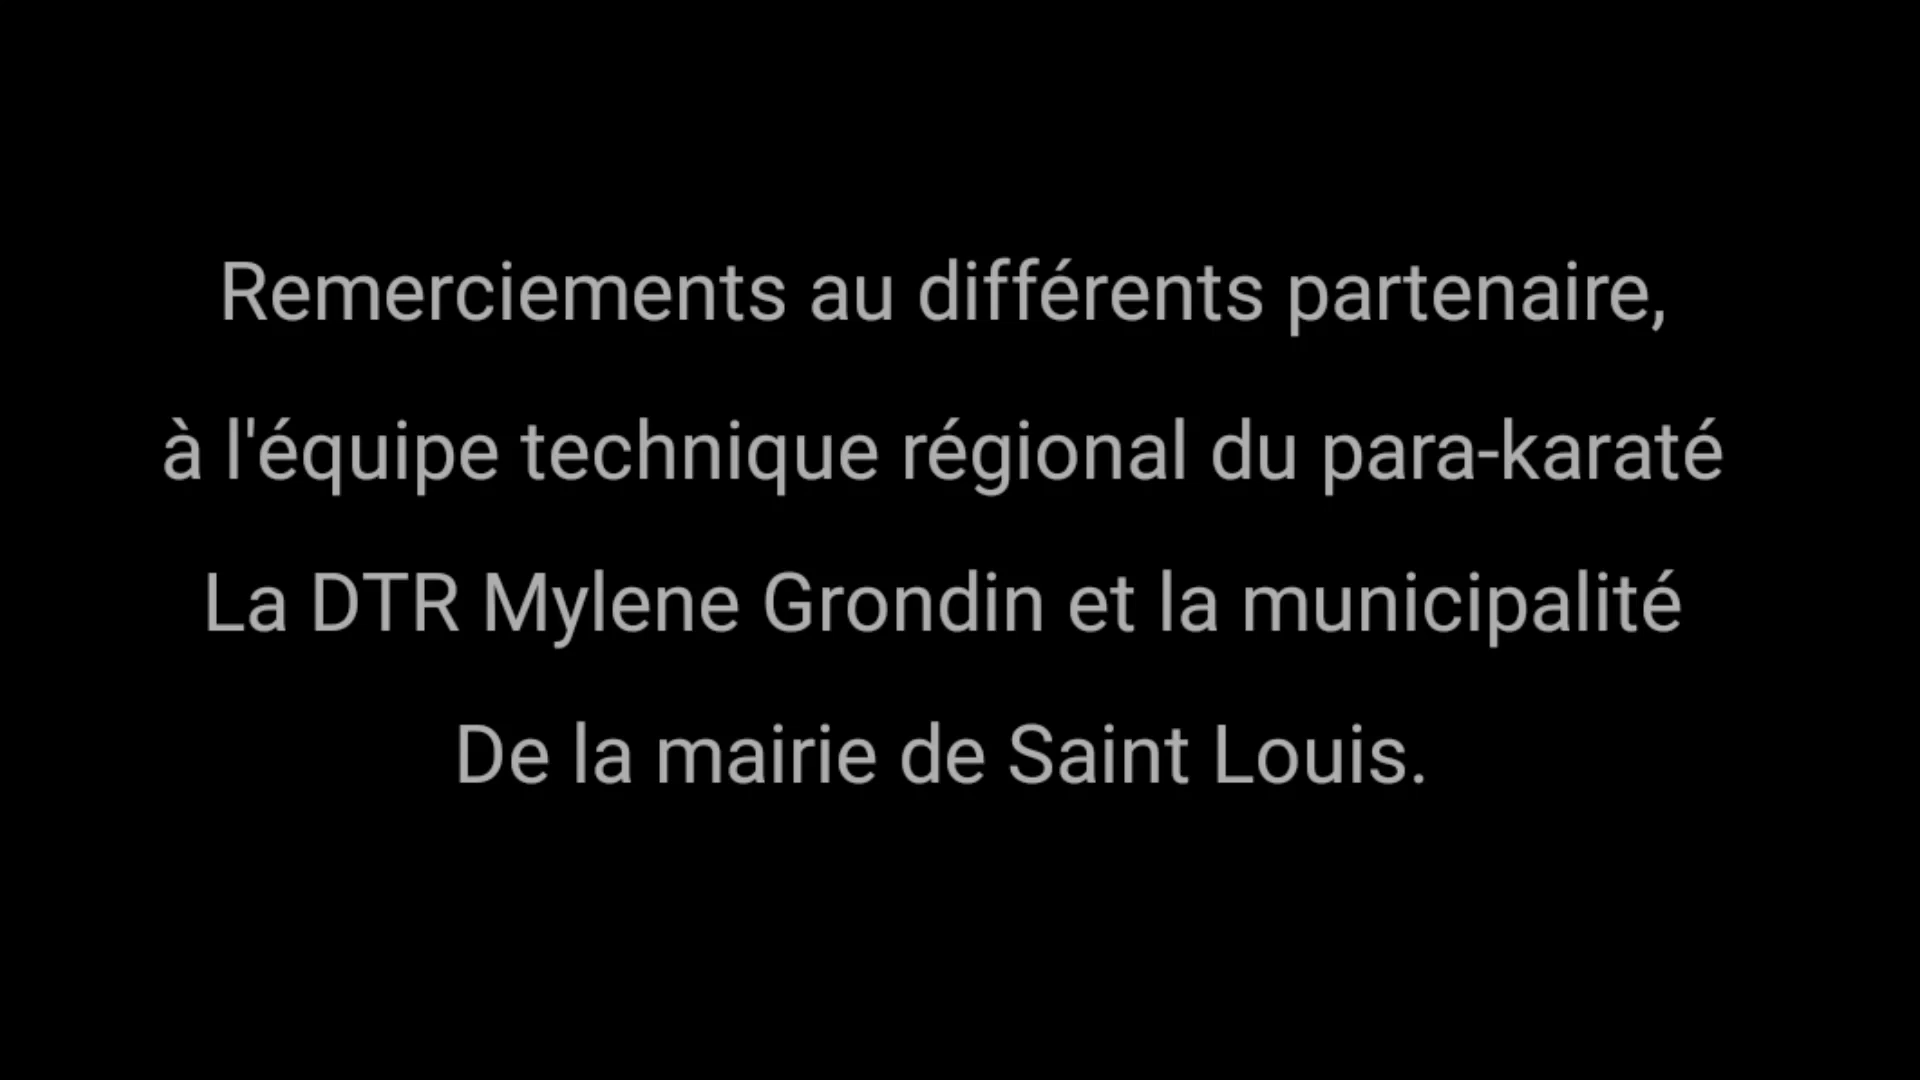 Remerciements au différents partenaire,
à l'équipe technique régional du para-karaté
La DTR Mylene Grondin et la municipalité
De la mairie de Saint Louis.